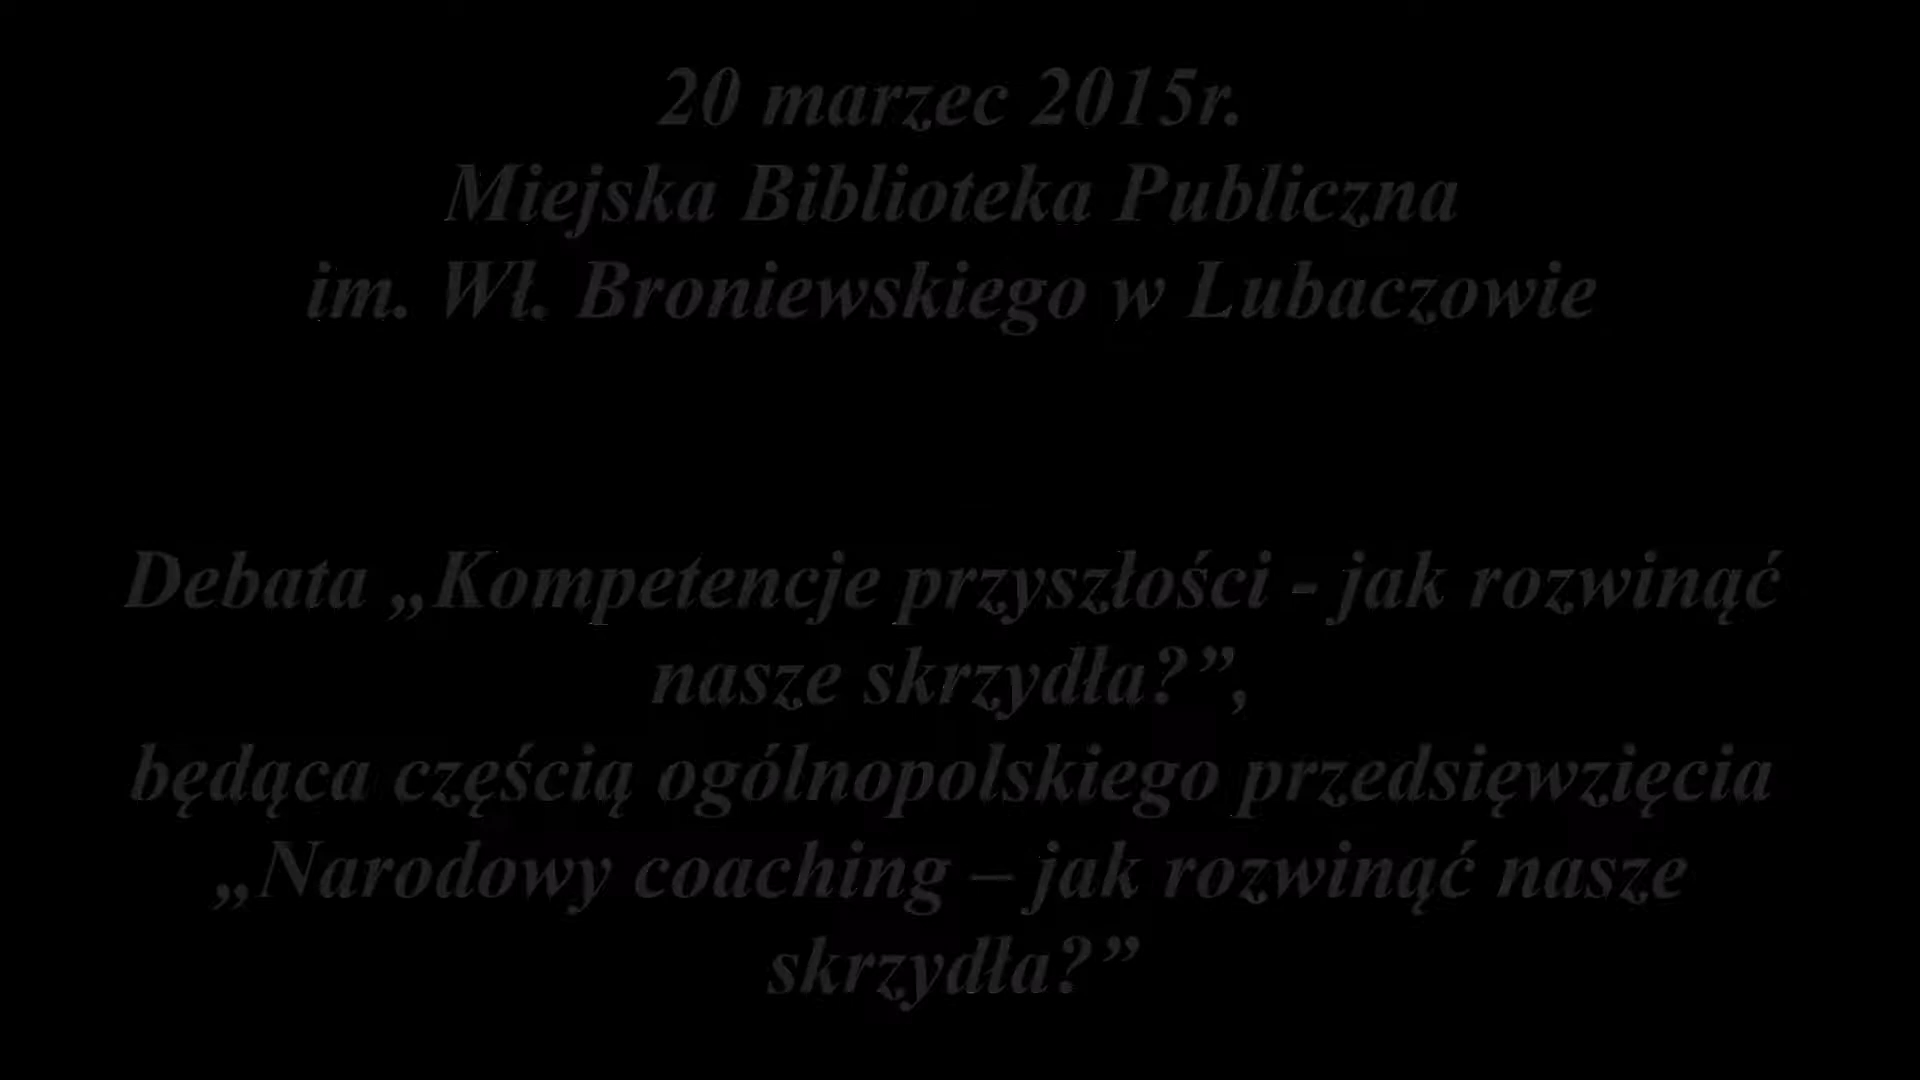 20 marzec 2015r.
Miejska Biblioteka Publiczna
im. Wł. Broniewskiego w Lubaczowie
Debata „Kompetencje przyszłości - jak rozwinąć
nasze skrzydła?”,
będąca częścią ogólnopolskiego przedsięwzięcia
„Narodowy coaching – jak rozwinąć nasze
skrzydła?”